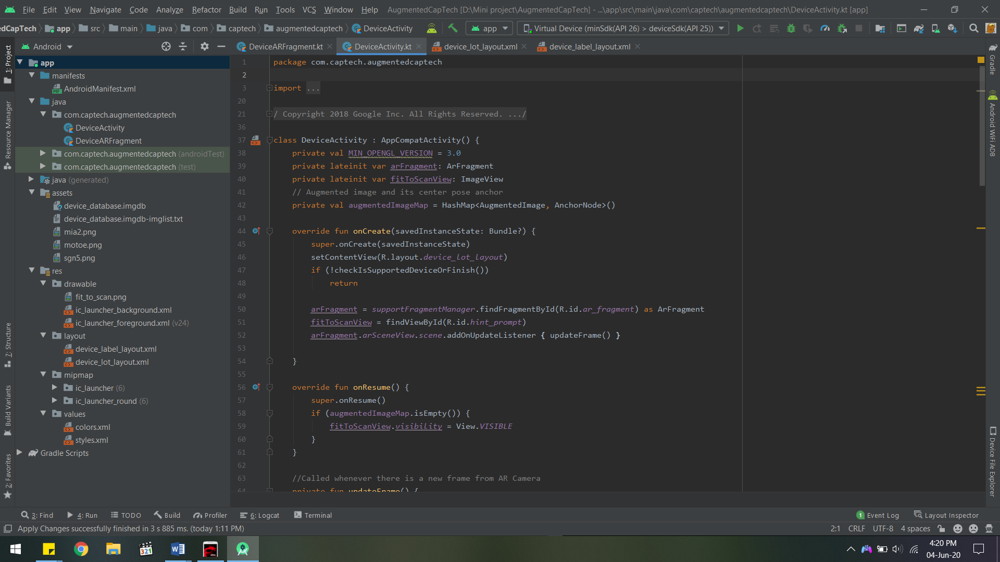 File Edit View Navigate Code Analyze Refactor Build Run Tools VCS Window Help AugmentedCapTech [D:\Mini project\AugmentedCapTech] - ...\app\src\main\java\com\captech\augmentedcaptech\DeviceActivity.kt [app]
edCapTech app src main java com captech augmentedcaptech DeviceActivity app Virtual Device (minSdk(API 26) > deviceSdk(API 25))
Android DeviceARFragment.kt DeviceActivity.kt device_lot_layout.xml device_label_layout.xml
1: Project
Resource Manager
7: Structure
Build Variants
2: Favorites
app
manifests
MF AndroidManifest.xml
java
com.captech.augmentedcaptech
DeviceActivity
DeviceARFragment
com.captech.augmentedcaptech (androidTest)
com.captech.augmentedcaptech (test)
java (generated)
assets
device_database.imgdb
device_database.imgdb-imglist.txt
mia2.png
motoe.png
sgn5.png
res
drawable
fit_to_scan.png
ic_launcher_background.xml
ic_launcher_foreground.xml (v24)
layout
device_label_layout.xml
device_lot_layout.xml
mipmap
ic_launcher (6)
ic_launcher_round (6)
values
colors.xml
styles.xml
Gradle Scripts
1 package com.captech.augmentedcaptech
2
3 import ...
20
21 / Copyright 2018 Google Inc. All Rights Reserved. .../
36
37 class DeviceActivity : AppCompatActivity() {
38 private val MIN_OPENGL_VERSION = 3.0
39 private lateinit var arFragment: ArFragment
40 private lateinit var fitToScanView: ImageView
41 // Augmented image and its center pose anchor
42 private val augmentedImageMap = HashMap<AugmentedImage, AnchorNode>()
43
44 override fun onCreate(savedInstanceState: Bundle?) {
45 super.onCreate(savedInstanceState)
46 setContentView(R.layout.device_lot_layout)
47 if (!checkIsSupportedDeviceOrFinish())
48 return
49
50 arFragment = supportFragmentManager.findFragmentById(R.id.ar_fragment) as ArFragment
51 fitToScanView = findViewById(R.id.hint_prompt)
52 arFragment.arSceneView.scene.addOnUpdateListener { updateFrame() }
53
54 }
55
56 override fun onResume() {
57 super.onResume()
58 if (augmentedImageMap.isEmpty()) {
59 fitToScanView.visibility = View.VISIBLE
60 }
61 }
62
63 //Called whenever there is a new frame from AR Camera
64 private fun updateFrame() {
Gradle
Android WiFi ADB
Device File Explorer
3: Find 4: Run TODO Build Profiler 6: Logcat Terminal 1 Event Log Layout Inspector
Apply Changes successfully finished in 3 s 885 ms. (today 1:11 PM) 2:1 CRLF UTF-8 4 spaces
321
4:20 PM
04-Jun-20